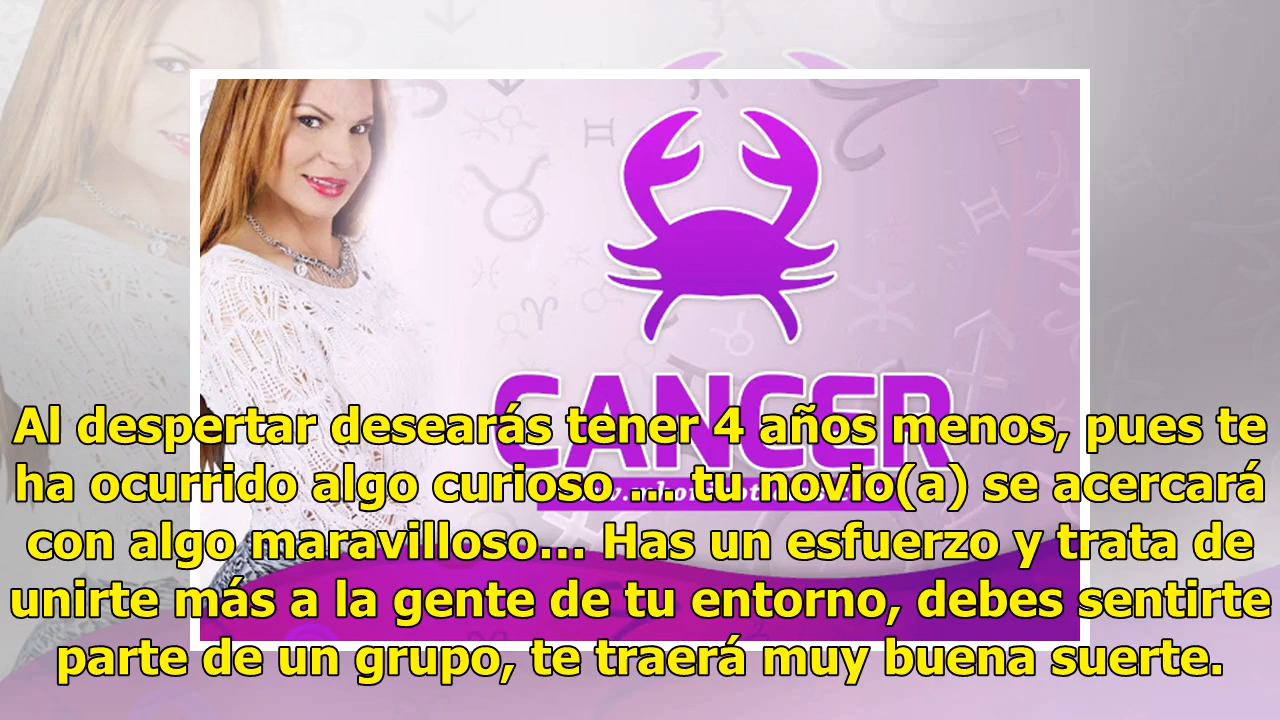 CANCER
Al despertar desearás tener 4 años menos, pues te
ha ocurrido algo curioso .... tu novio(a) se acercará
con algo maravilloso... Has un esfuerzo y trata de
unirte más a la gente de tu entorno, debes sentirte
parte de un grupo, te traerá muy buena suerte.